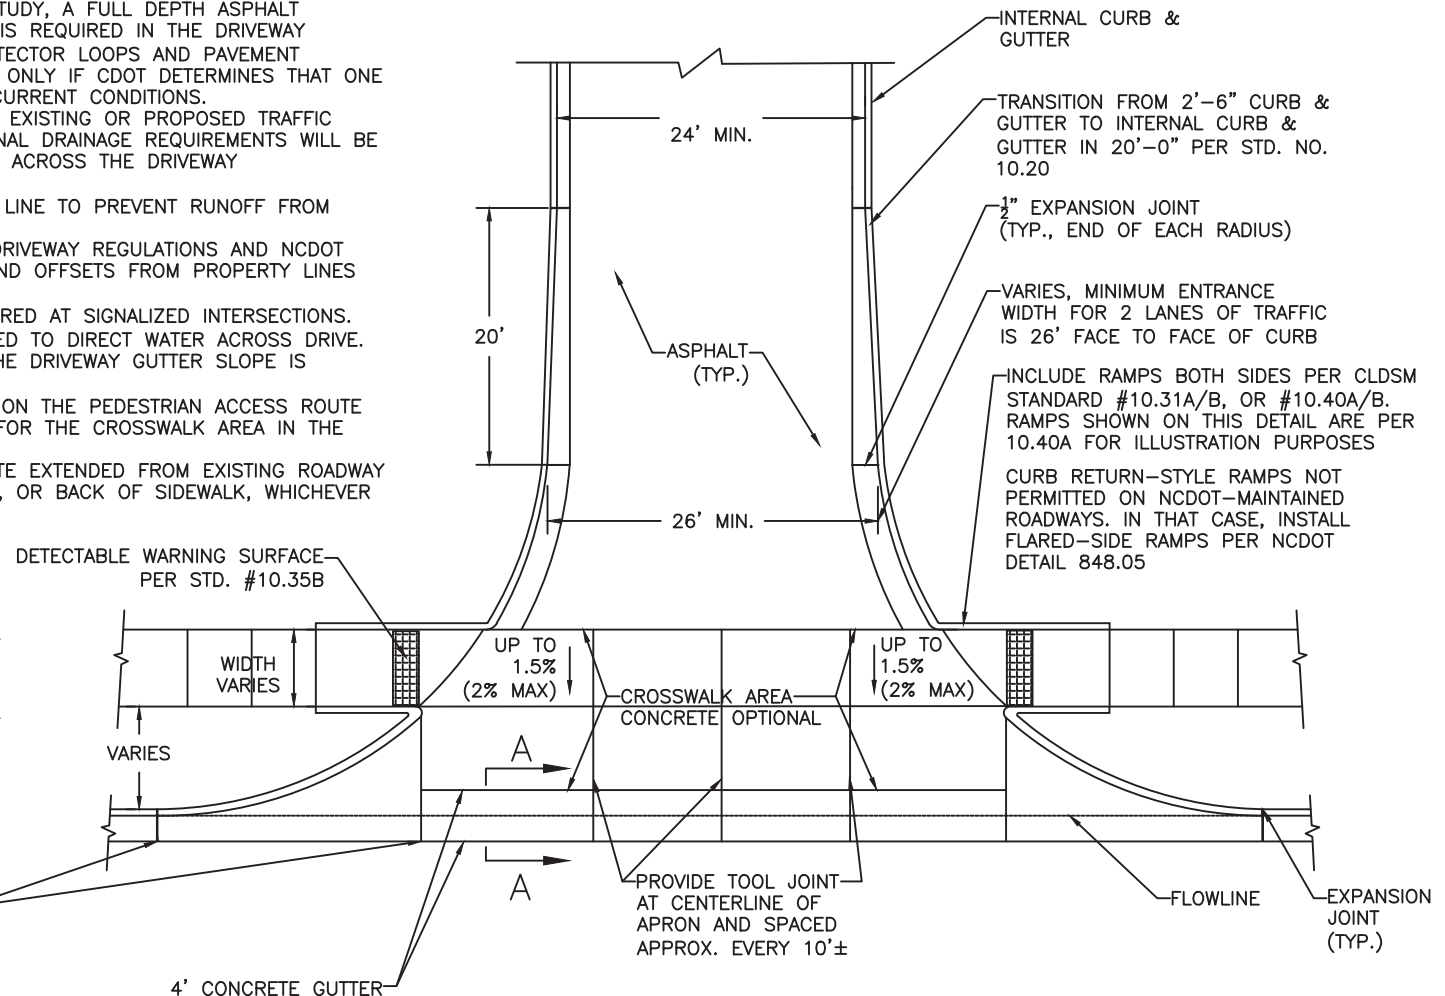 TUDY, A FULL DEPTH ASPHALT
IS REQUIRED IN THE DRIVEWAY
TECTOR LOOPS AND PAVEMENT
ONLY IF CDOT DETERMINES THAT ONE
CURRENT CONDITIONS.
EXISTING OR PROPOSED TRAFFIC
NAL DRAINAGE REQUIREMENTS WILL BE
ACROSS THE DRIVEWAY
LINE TO PREVENT RUNOFF FROM
DRIVEWAY REGULATIONS AND NCDOT
ND OFFSETS FROM PROPERTY LINES
RED AT SIGNALIZED INTERSECTIONS.
ED TO DIRECT WATER ACROSS DRIVE.
HE DRIVEWAY GUTTER SLOPE IS
ON THE PEDESTRIAN ACCESS ROUTE
FOR THE CROSSWALK AREA IN THE
TE EXTENDED FROM EXISTING ROADWAY
, OR BACK OF SIDEWALK, WHICHEVER
INTERNAL CURB &
GUTTER
24' MIN.
TRANSITION FROM 2'-6" CURB &
GUTTER TO INTERNAL CURB &
GUTTER IN 20'-0" PER STD. NO.
10.20
½" EXPANSION JOINT
(TYP., END OF EACH RADIUS)
VARIES, MINIMUM ENTRANCE
WIDTH FOR 2 LANES OF TRAFFIC
IS 26' FACE TO FACE OF CURB
20'
ASPHALT
(TYP.)
INCLUDE RAMPS BOTH SIDES PER CLDSM
STANDARD #10.31A/B, OR #10.40A/B.
RAMPS SHOWN ON THIS DETAIL ARE PER
10.40A FOR ILLUSTRATION PURPOSES
CURB RETURN-STYLE RAMPS NOT
PERMITTED ON NCDOT-MAINTAINED
ROADWAYS. IN THAT CASE, INSTALL
FLARED-SIDE RAMPS PER NCDOT
DETAIL 848.05
26' MIN.
DETECTABLE WARNING SURFACE
PER STD. #10.35B
WIDTH
VARIES
UP TO
1.5%
(2% MAX)
UP TO
1.5%
(2% MAX)
CROSSWALK AREA
CONCRETE OPTIONAL
VARIES
A
A
PROVIDE TOOL JOINT
AT CENTERLINE OF
APRON AND SPACED
APPROX. EVERY 10'±
FLOWLINE
EXPANSION
JOINT
(TYP.)
4' CONCRETE GUTTER